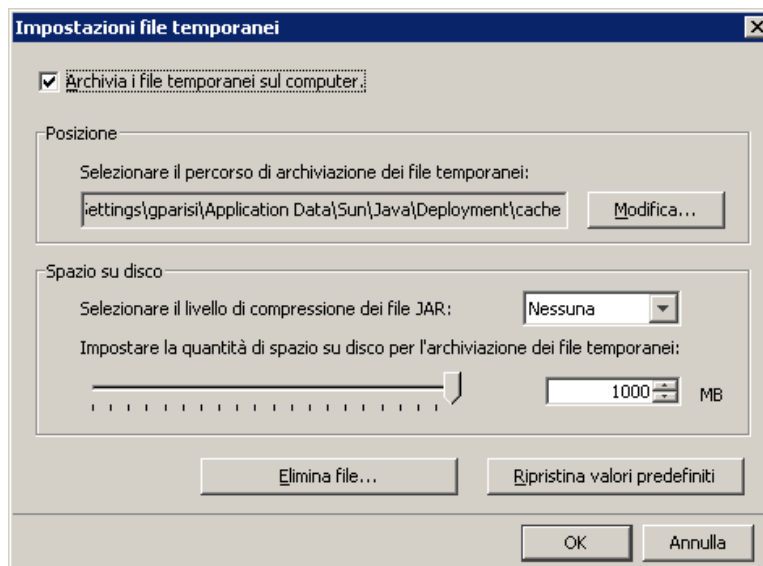 Impostazioni file temporanei
Archivia i file temporanei sul computer.
Posizione
Selezionare il percorso di archiviazione dei file temporanei:
ettings\gparisi\Application Data\Sun\Java\Deployment\cache
Modifica...
Spazio su disco
Selezionare il livello di compressione dei file JAR:
Nessuna
Impostare la quantità di spazio su disco per l'archiviazione dei file temporanei:
1000
MB
Elimina file...
Ripristina valori predefiniti
OK
Annulla